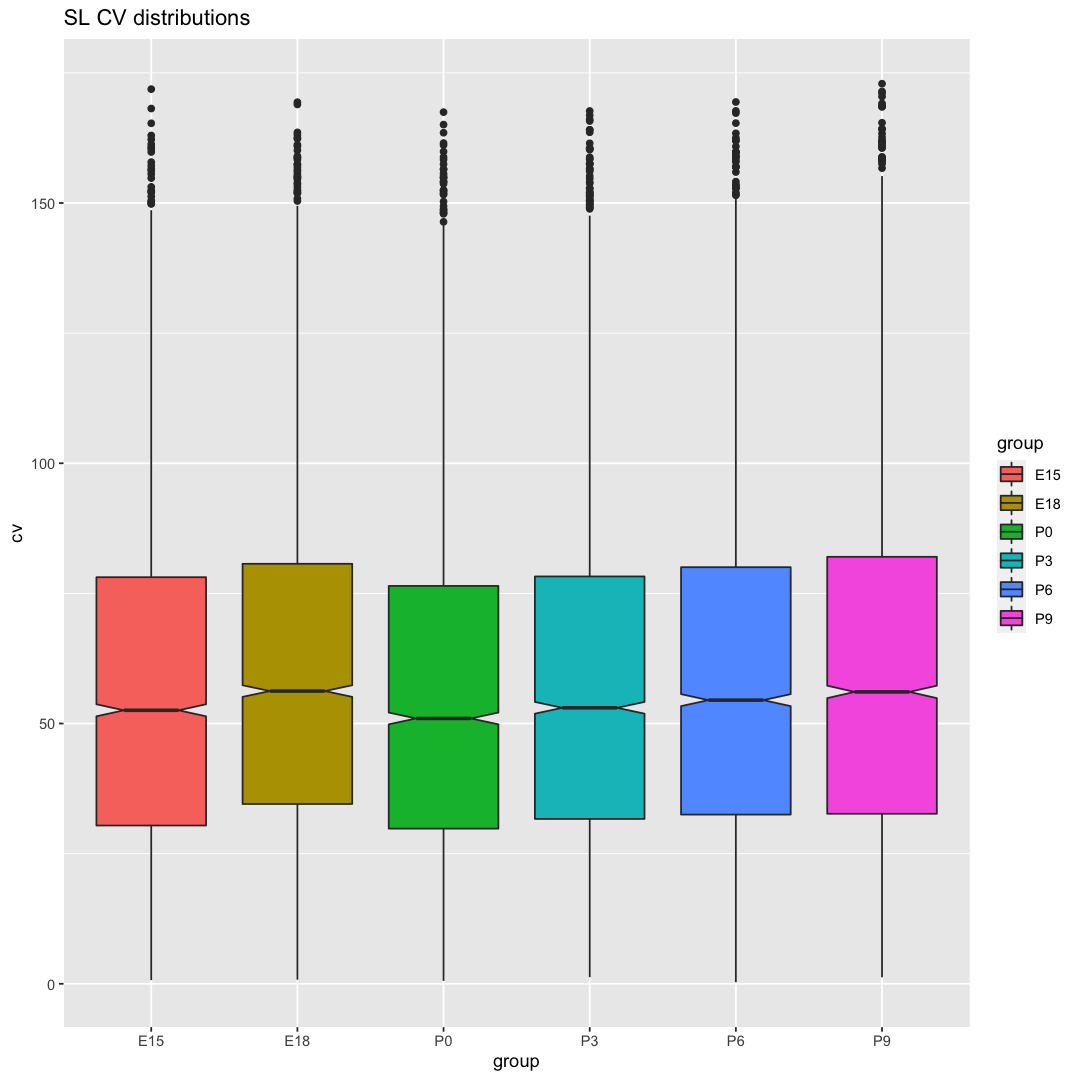 SL CV distributions
cv
150
100
50
0
E15 E18 P0 P3 P6 P9
group
group
E15
E18
P0
P3
P6
P9